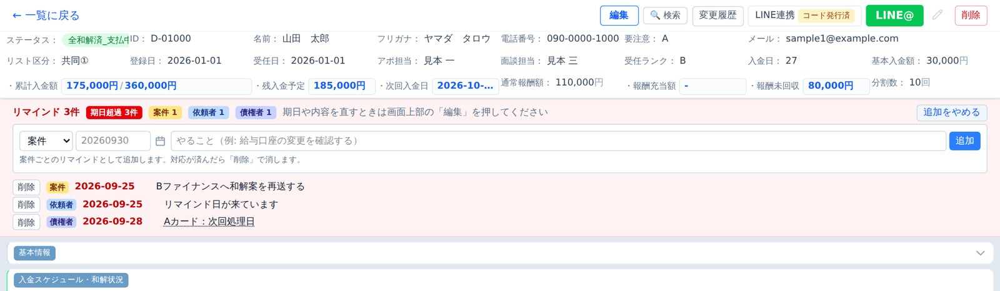 ← 一覧に戻る 編集 🔍 検索 変更履歴 LINE連携 コード発行済 LINE@ 削除
ステータス： 全和解済_支払中 ID： D-01000 名前： 山田　太郎 フリガナ： ヤマダ　タロウ 電話番号： 090-0000-1000 要注意： A メール： sample1@example.com
リスト区分： 共同① 登録日： 2026-01-01 受任日： 2026-01-01 アポ担当： 見本 一 面談担当： 見本 三 受任ランク： B 入金日： 27 基本入金額： 30,000円
・累計入金額 175,000円/360,000円 ・残入金予定 185,000円 ・次回入金日 2026-10-... 通常報酬額： 110,000円 ・報酬充当額 - ・報酬未回収 80,000円 分割数： 10回
リマインド 3件 期日超過 3件 案件 1 依頼者 1 債権者 1 期日や内容を直すときは画面上部の「編集」を押してください 追加をやめる
案件 20260930 やること（例: 給与口座の変更を確認する） 追加
案件ごとのリマインドとして追加します。対応が済んだら「削除」で消します。
削除 案件 2026-09-25 Bファイナンスへ和解案を再送する
削除 依頼者 2026-09-25 リマインド日が来ています
削除 債権者 2026-09-28 Aカード：次回処理日
基本情報
入金スケジュール・和解状況